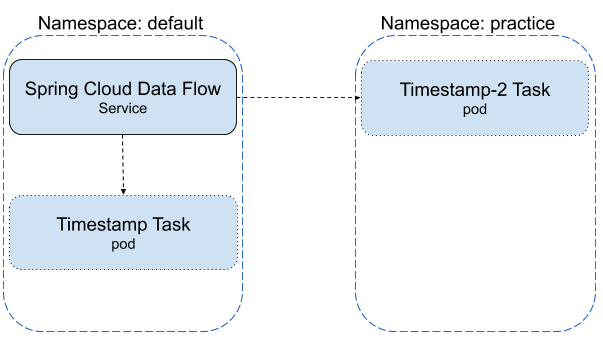 Namespace: default
Spring Cloud Data Flow
Service
Timestamp Task
pod
Namespace: practice
Timestamp-2 Task
pod